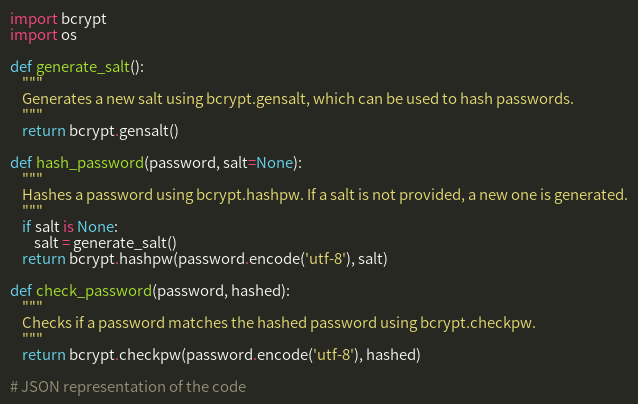 import bcrypt
import os
def generate_salt():
"""
Generates a new salt using bcrypt.gensalt, which can be used to hash passwords.
"""
return bcrypt.gensalt()
def hash_password(password, salt=None):
"""
Hashes a password using bcrypt.hashpw. If a salt is not provided, a new one is generated.
"""
if salt is None:
salt = generate_salt()
return bcrypt.hashpw(password.encode('utf-8'), salt)
def check_password(password, hashed):
"""
Checks if a password matches the hashed password using bcrypt.checkpw.
"""
return bcrypt.checkpw(password.encode('utf-8'), hashed)
# JSON representation of the code